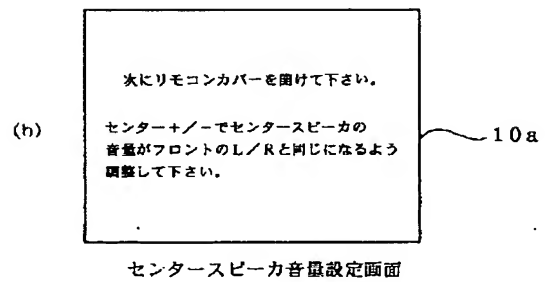 次にリモコンカバーを開けて下さい。
(b)
センター+/-でセンタースピーカの
音量がフロントのL/Rと同じになるよう
調整して下さい。
10a
センタースピーカ音量設定画面